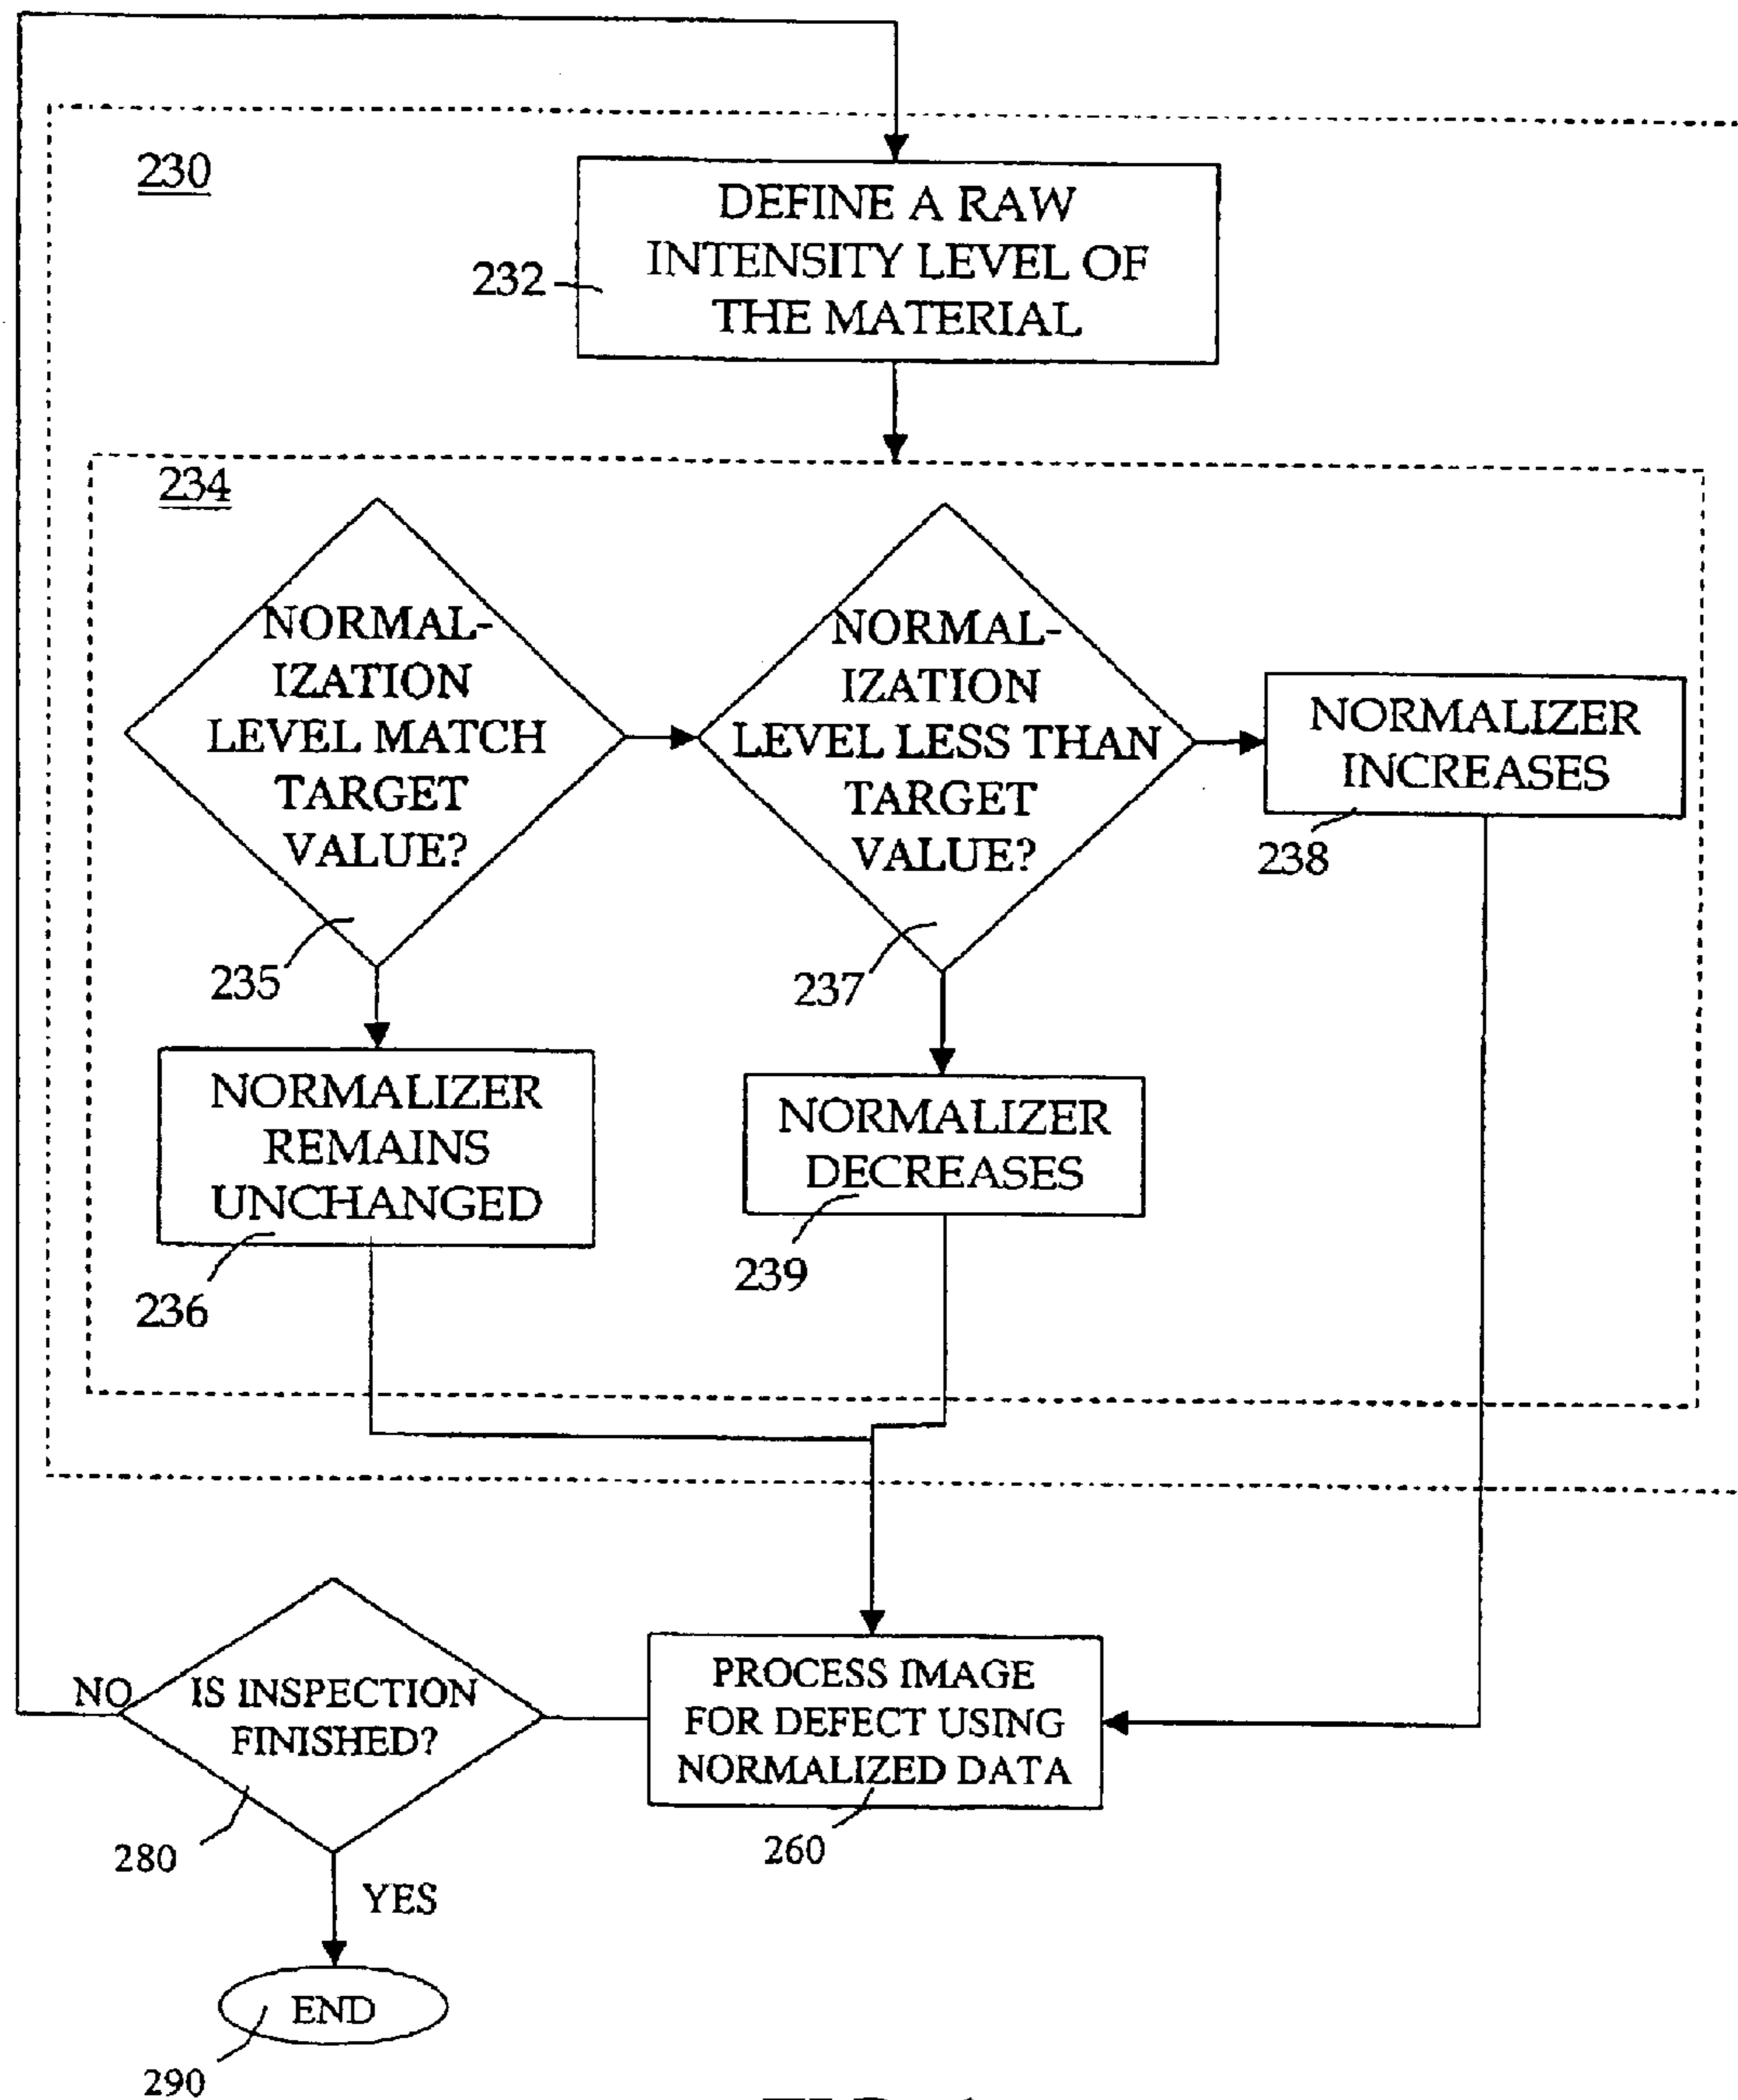 230
DEFINE A RAW
INTENSITY LEVEL OF
THE MATERIAL
232
234
NORMAL-
IZATION
LEVEL MATCH
TARGET
VALUE?
235
NORMAL-
IZATION
LEVEL LESS THAN
TARGET
VALUE?
237
NORMALIZER
INCREASES
238
NORMALIZER
REMAINS
UNCHANGED
236
NORMALIZER
DECREASES
239
NO
IS INSPECTION
FINISHED?
280
PROCESS IMAGE
FOR DEFECT USING
NORMALIZED DATA
260
YES
END
290